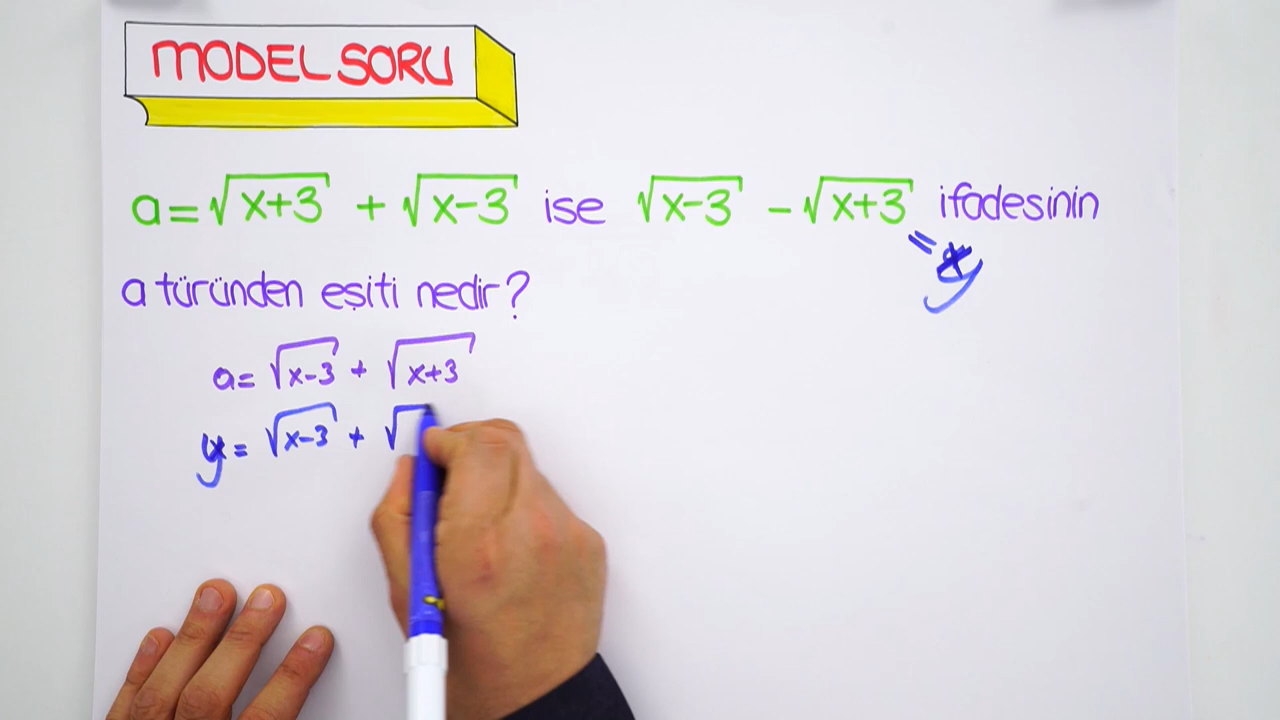 MODEL SORU
a = √x+3 + √x-3 ise √x-3 - √x+3 ifadesinin
= y
a türünden eşiti nedir?
a = √x-3 + √x+3
y = √x-3 + √